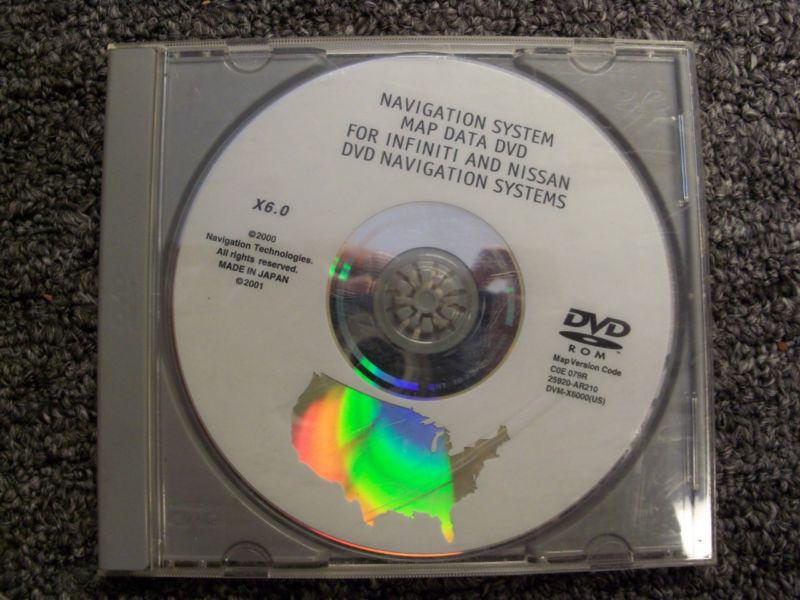 NAVIGATION SYSTEM
MAP DATA DVD
FOR INFINITI AND NISSAN
DVD NAVIGATION SYSTEMS
X6.0
©2000
Navigation Technologies.
All rights reserved.
MADE IN JAPAN
©2001
DVD
ROM™
Map Version Code
C0E 079R
25920-AR210
DVM-X6000(US)